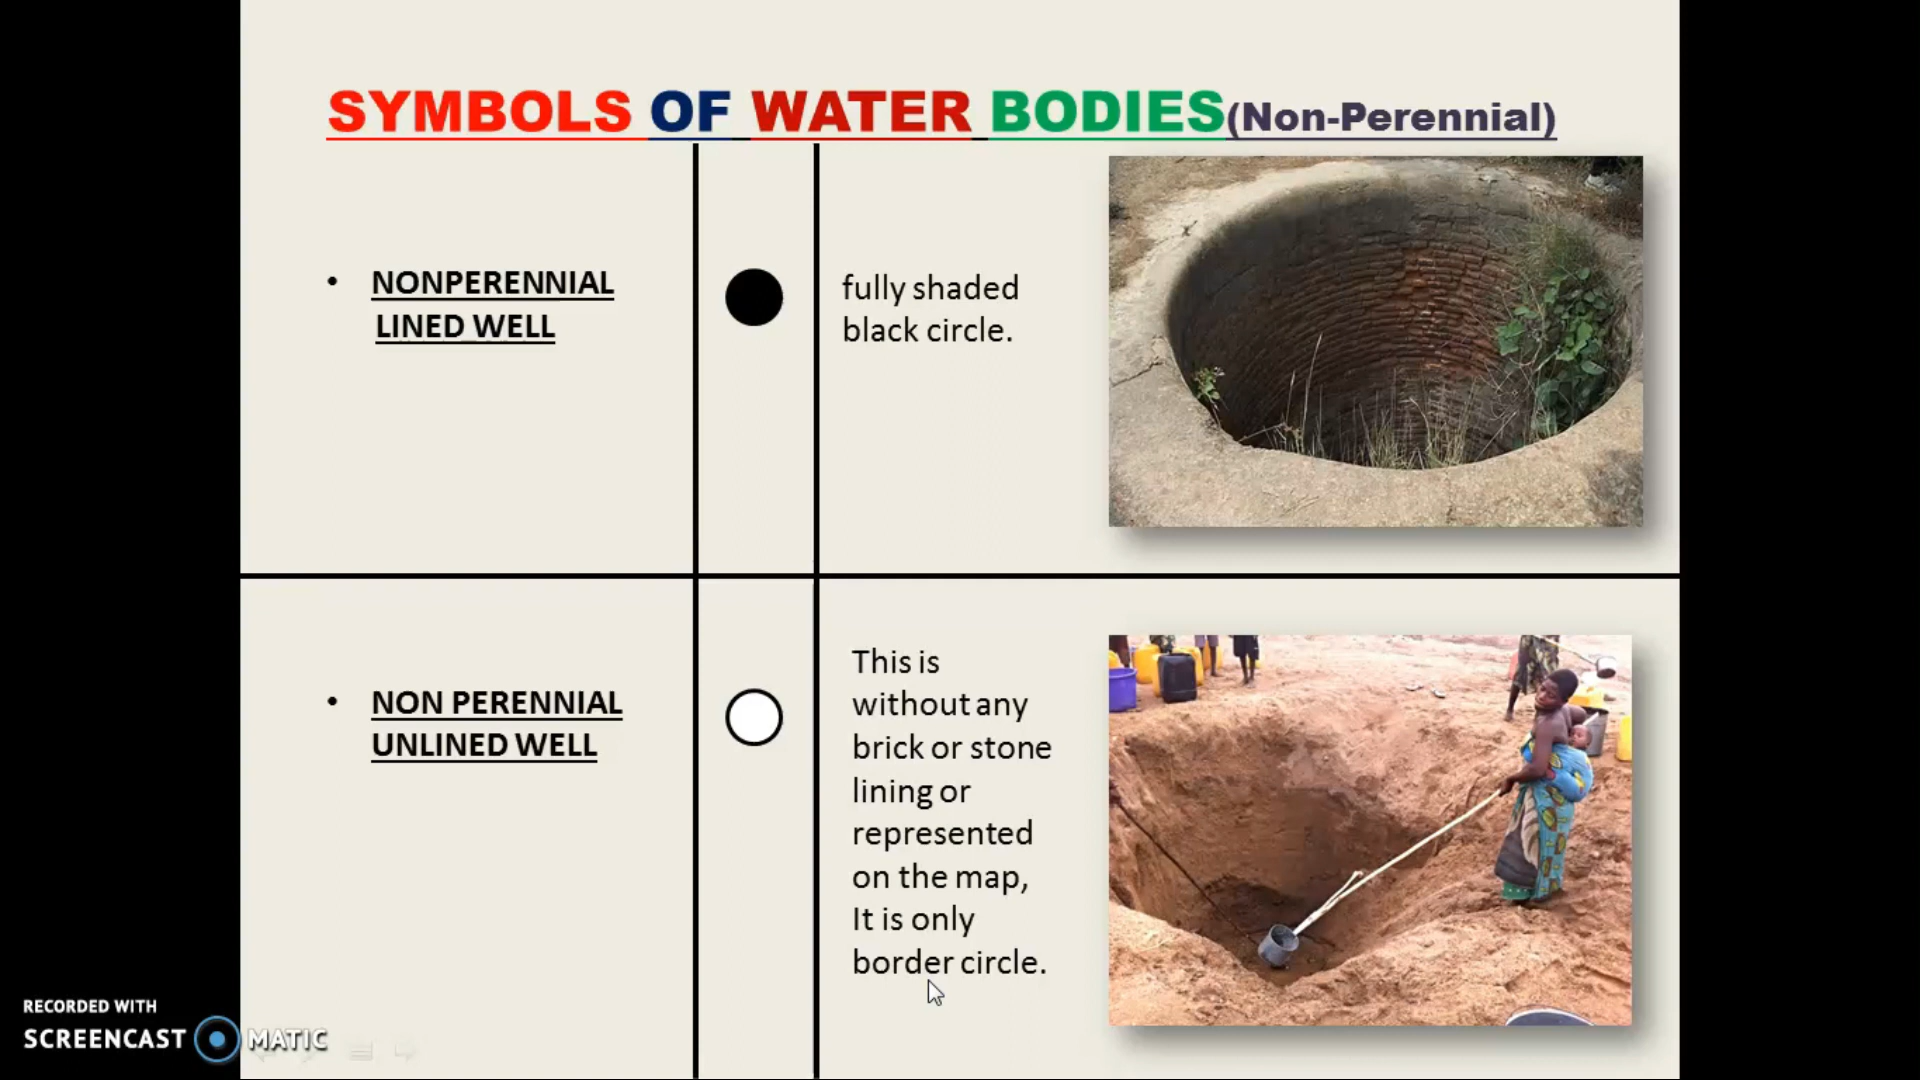 SYMBOLS OF WATER BODIES(Non-Perennial)
• NONPERENNIAL
LINED WELL
fully shaded
black circle.
• NON PERENNIAL
UNLINED WELL
This is
without any
brick or stone
lining or
represented
on the map,
It is only
border circle.
RECORDED WITH
SCREENCAST MATIC